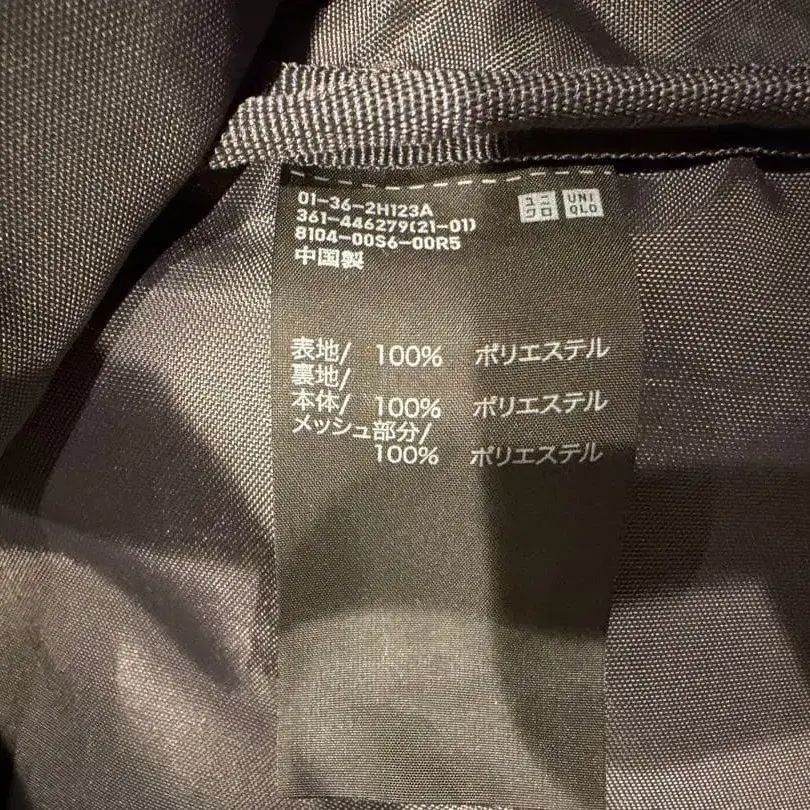 01-36-2H123A
361-446279(21-01)
8104-00S6-00R5
中国製
ユニ
クロ
UNI
QLO
表地/ 100% ポリエステル
裏地/
本体/ 100% ポリエステル
メッシュ部分/
100% ポリエステル